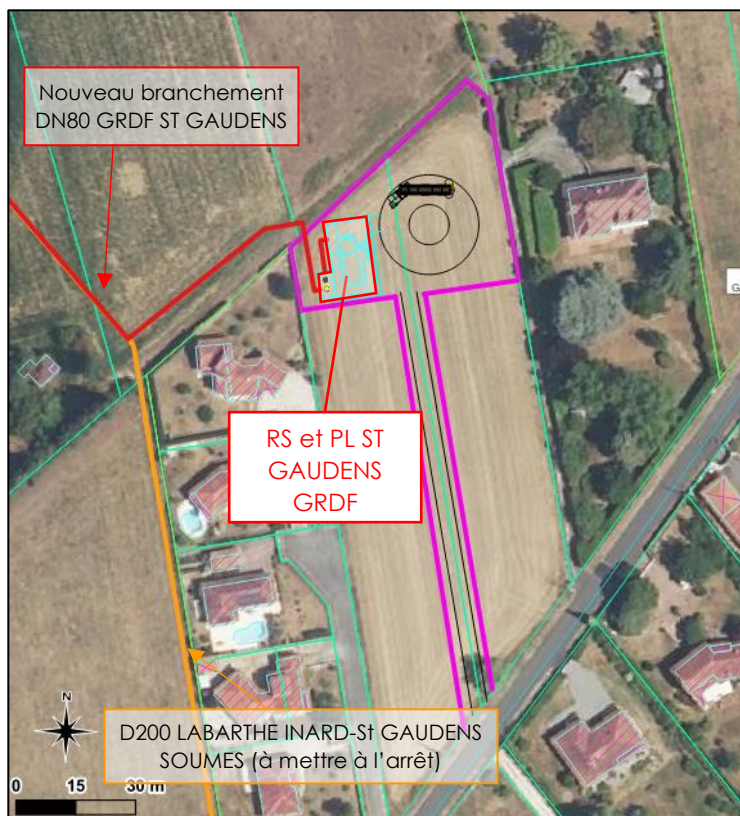 Nouveau branchement
DN80 GRDF ST GAUDENS
G
RS et PL ST
GAUDENS
GRDF
N
D200 LABARTHE INARD-St GAUDENS
SOUMES (à mettre à l’arrêt)
0 15 30 m